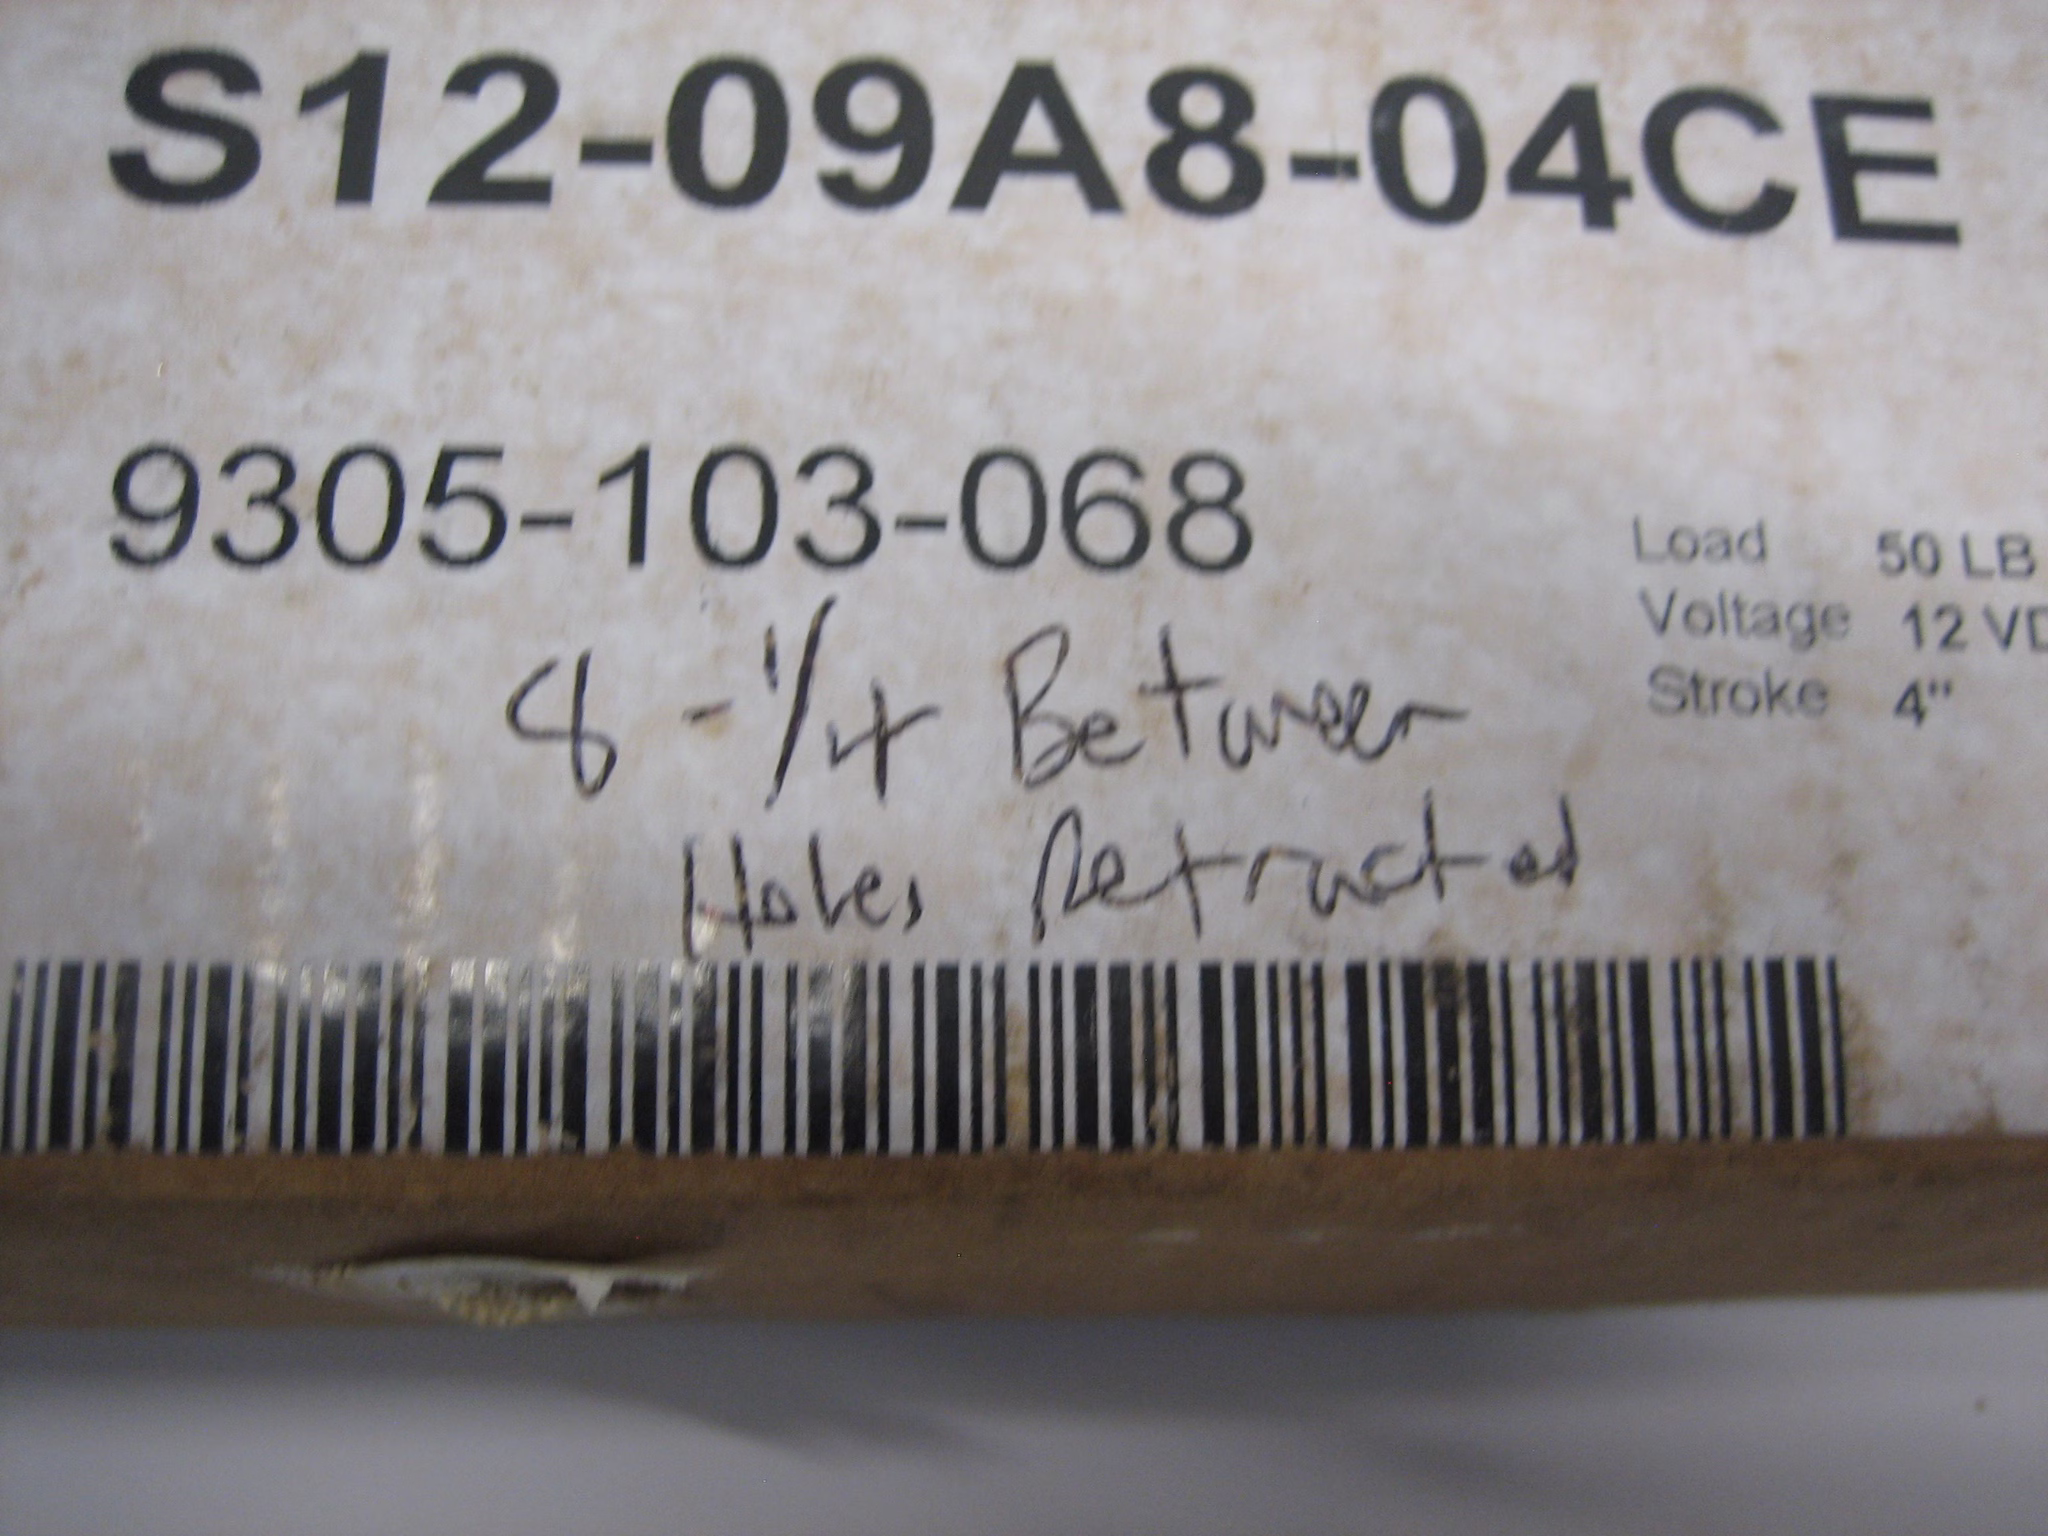 S12-09A8-04CE
9305-103-068
Load 50 LB
Voltage 12 VD
Stroke 4"
8 -1/4 Between
Holes Retracted